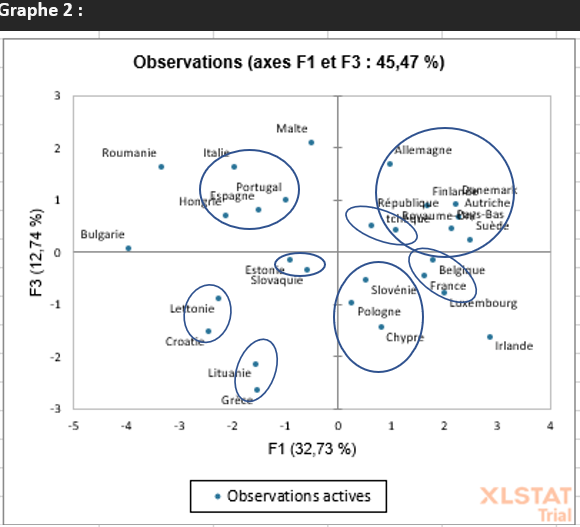 Graphe 2 :
Observations (axes F1 et F3 : 45,47 %)
3
2
1
0
-1
-2
-3
F3 (12,74 %)
Malte
Roumanie
Italie
Allemagne
Portugal
Espagne
Hongrie
Finlande
Danemark
République
Autriche
tchèque
Royaume-Uni
Pays-Bas
Suède
Bulgarie
Estonie
Slovaquie
Belgique
France
Slovénie
Luxembourg
Lettonie
Pologne
Croatie
Chypre
Irlande
Lituanie
Grèce
-5 -4 -3 -2 -1 0 1 2 3 4
F1 (32,73 %)
Observations actives
XLSTAT
Trial